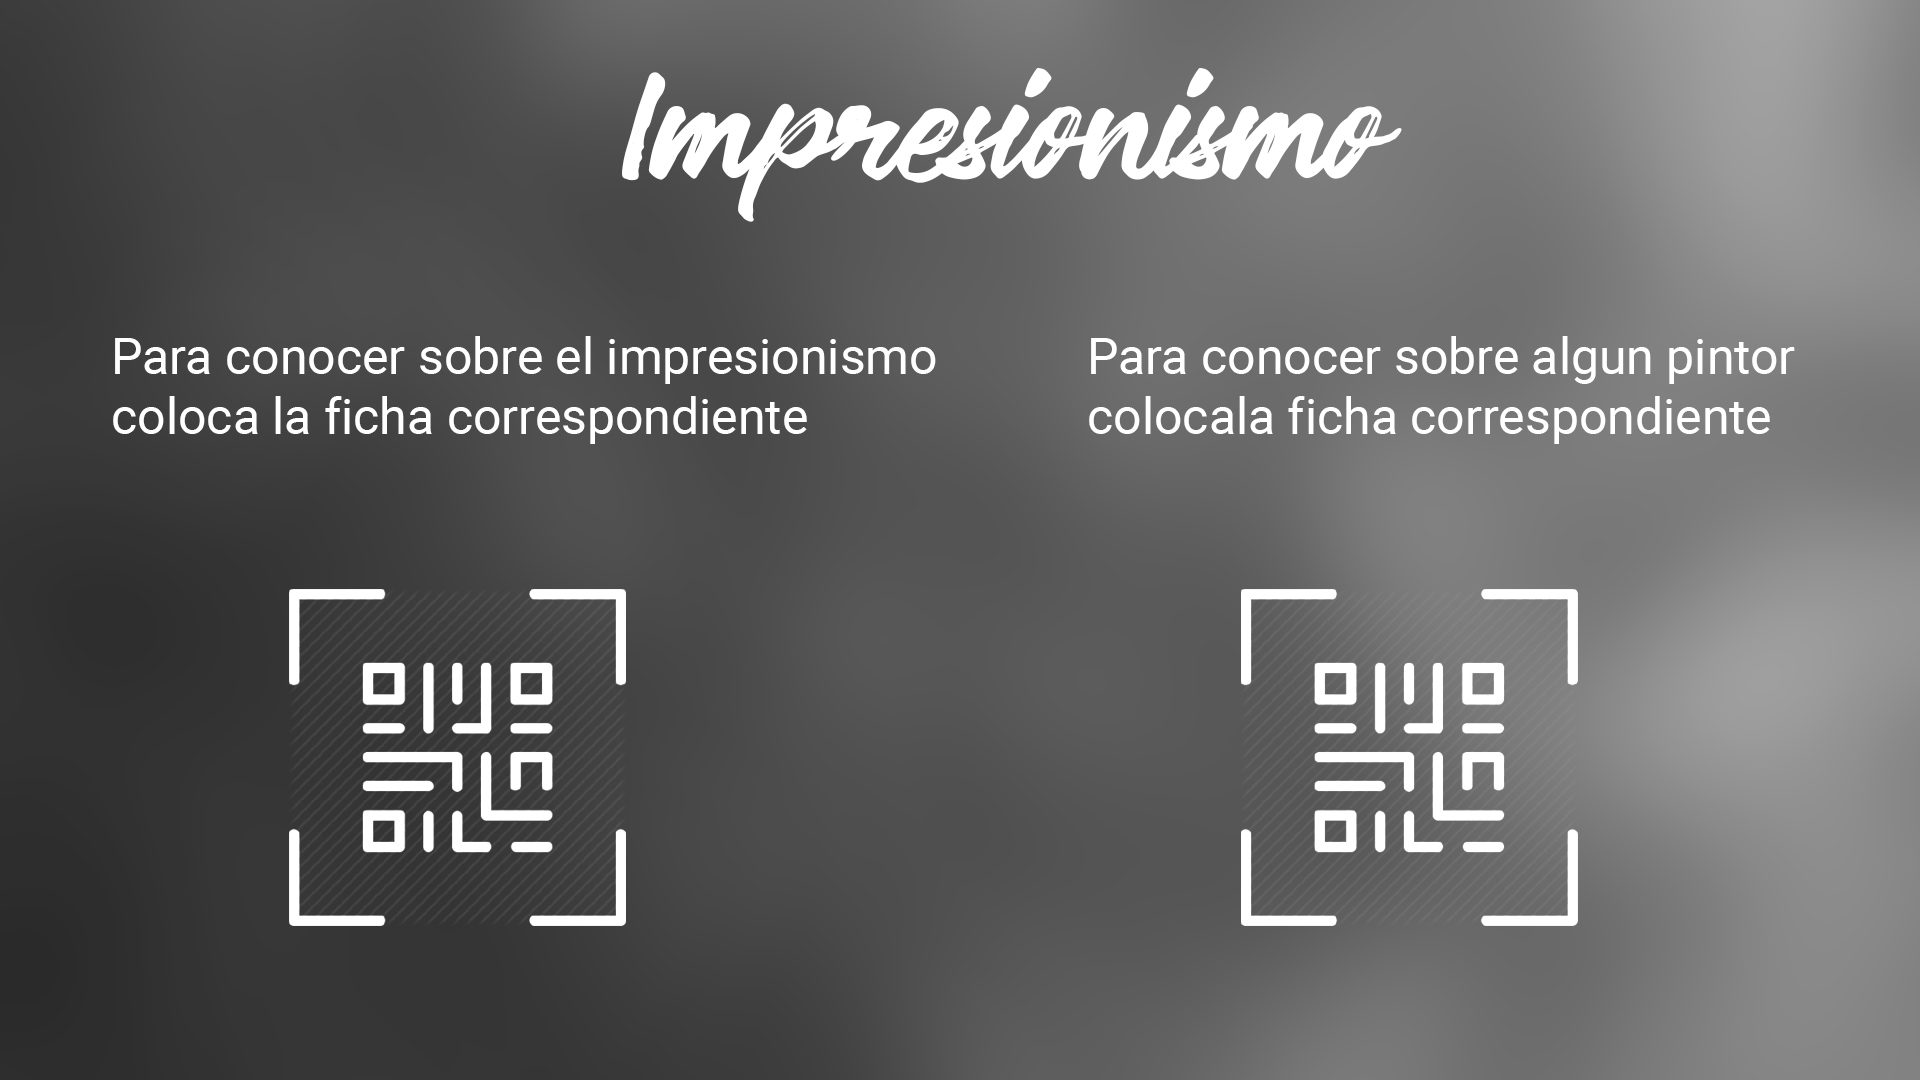 Impresionismo
Para conocer sobre el impresionismo
coloca la ficha correspondiente
Para conocer sobre algun pintor
colocala ficha correspondiente